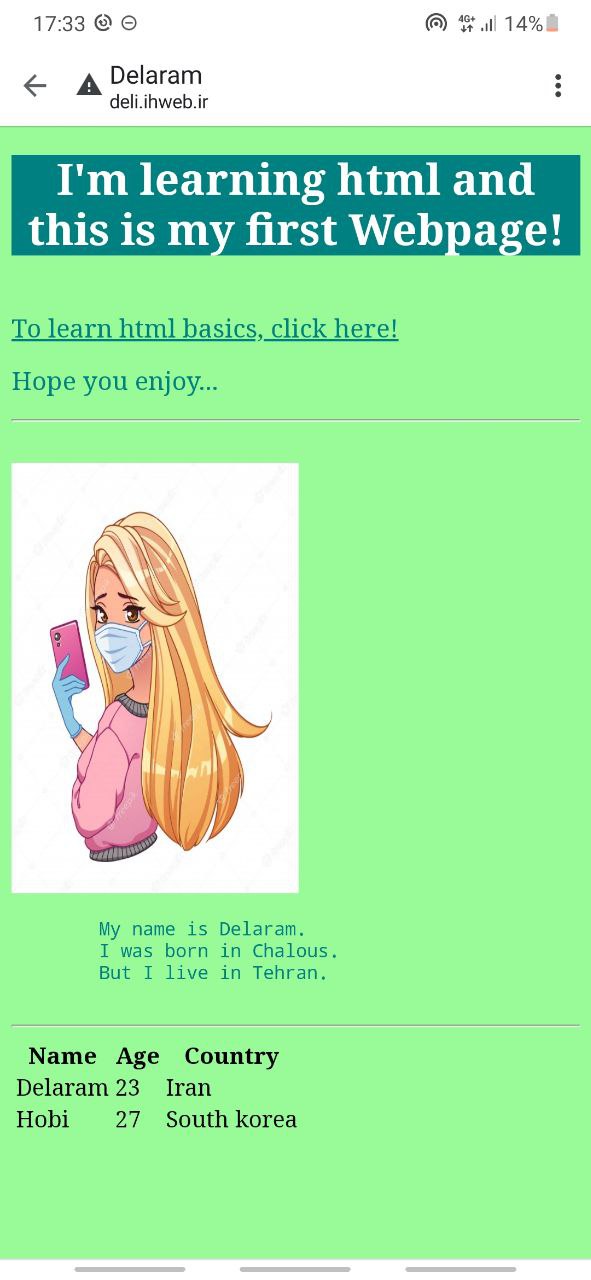 17:33 4G+ 14%
Delaram
deli.ihweb.ir
I'm learning html and
this is my first Webpage!
To learn html basics, click here!
Hope you enjoy...
My name is Delaram.
I was born in Chalous.
But I live in Tehran.
Name Age Country
Delaram 23 Iran
Hobi 27 South korea